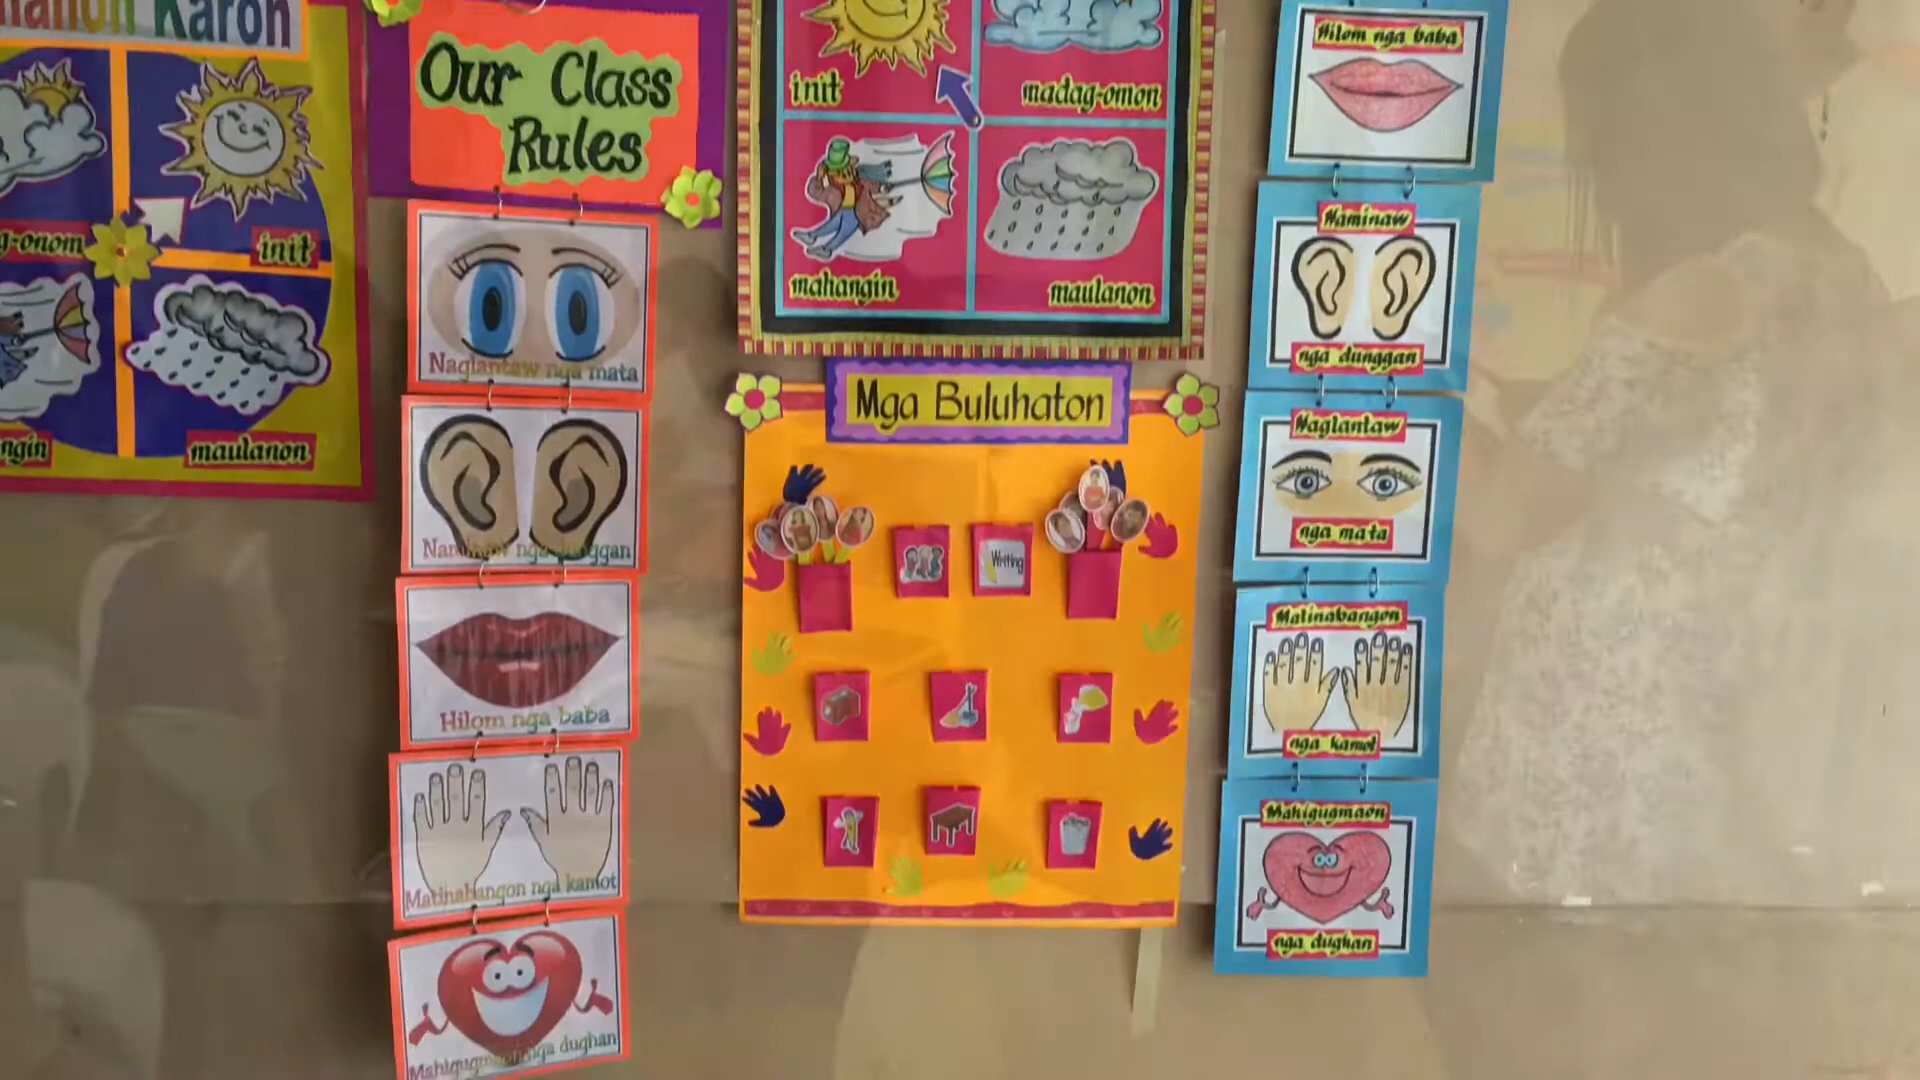 Karon
init
maulanon
Our Class
Rules
Naglantaw nga mata
Naminaw nga dunggan
Hilom nga baba
Matinabangon nga kamot
Mahigugmaon nga dughan
init
madag-omon
mahangin
maulanon
Mga Buluhaton
Writing
Hilom nga baba
Naminaw
nga dunggan
Naglantaw
nga mata
Matinabangon
nga kamot
Mahigugmaon
nga dughan